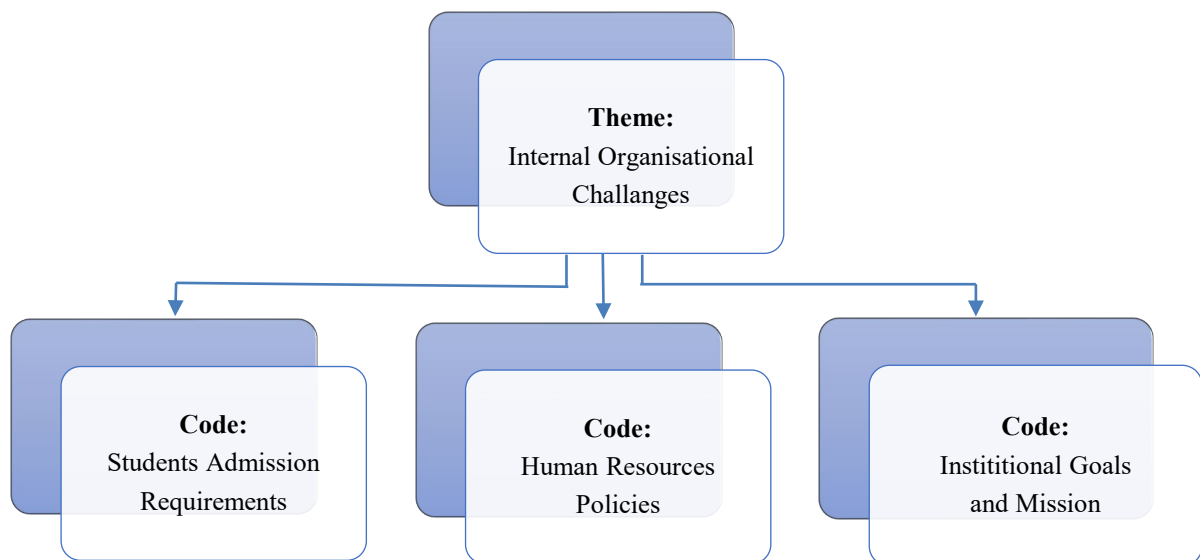 Theme:
Internal Organisational
Challanges
Code:
Students Admission
Requirements
Code:
Human Resources
Policies
Code:
Instititional Goals
and Mission